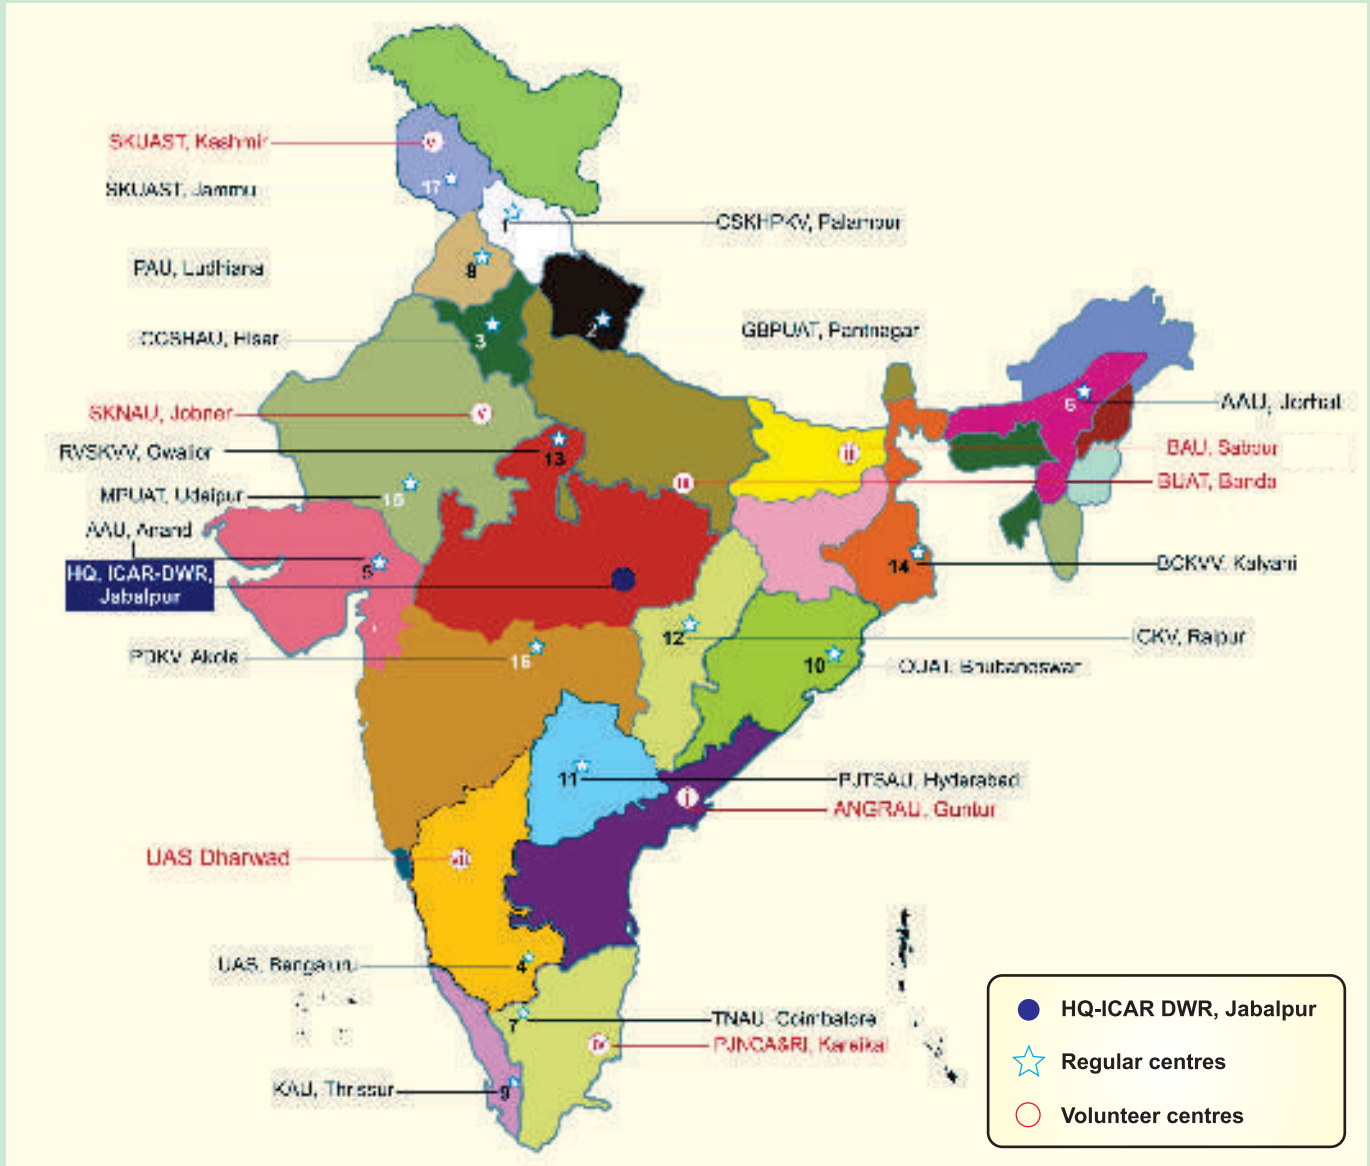 SKUAST, Kashmir
v
SKUAST, Jammu
17
1
CSKHPKV, Palampur
PAU, Ludhiana
8
2
GBPUAT, Pantnagar
CCSHAU, Hisar
3
SKNAU, Jobner
v
6
AAU, Jorhat
RVSKVV, Gwalior
13
ii
BAU, Sabour
MPUAT, Udaipur
15
iii
BUAT, Banda
AAU, Anand
5
14
BCKVV, Kalyani
HQ, ICAR-DWR,
Jabalpur
12
IGKV, Raipur
PDKV, Akola
16
10
OUAT, Bhubaneswar
11
PJTSAU, Hyderabad
i
ANGRAU, Guntur
UAS Dharwad
vii
UAS, Bengaluru
4
7
TNAU, Coimbatore
iv
PJNCA&RI, Karaikal
KAU, Thrissur
9
HQ-ICAR DWR, Jabalpur
Regular centres
Volunteer centres